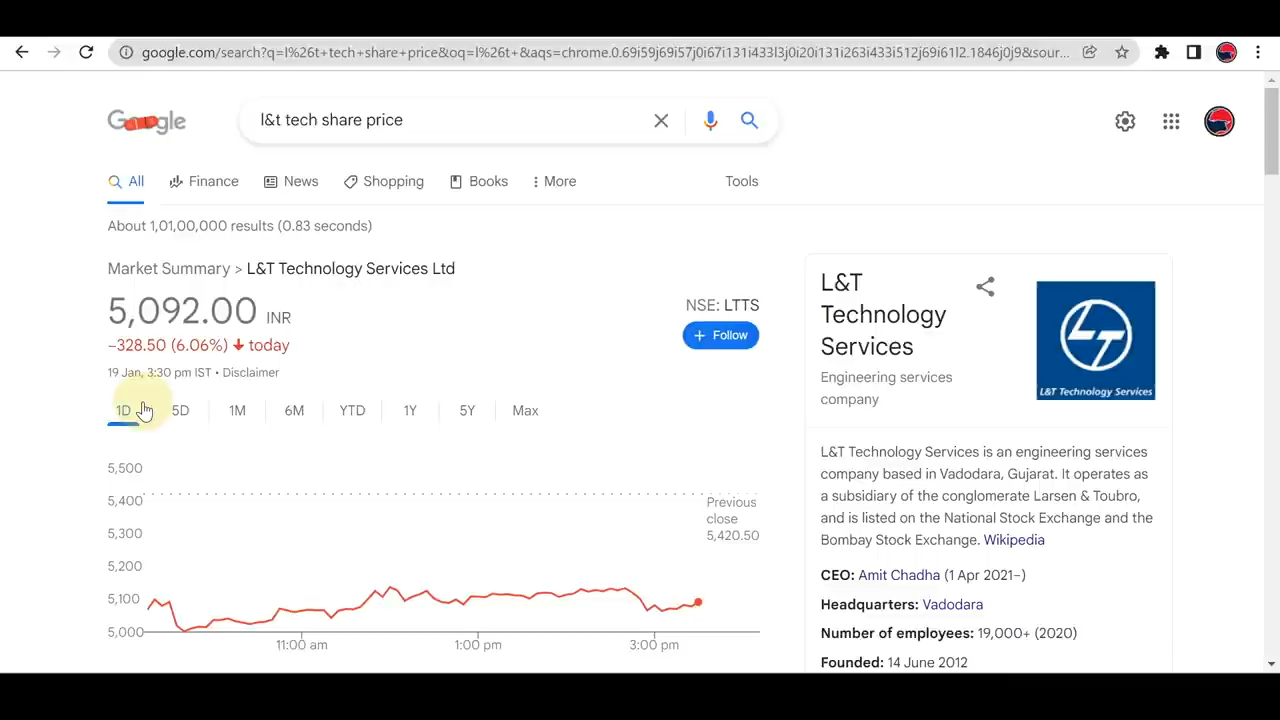 google.com/search?q=l%26t+tech+share+price&oq=l%26t+&aqs=chrome.0.69i59j69i57j0i67i131i433l3j0i20i131i263i433i512j69i61l2.1846j0j9&sour...
Google
l&t tech share price
All
Finance
News
Shopping
Books
More
Tools
About 1,01,00,000 results (0.83 seconds)
Market Summary > L&T Technology Services Ltd
5,092.00 INR
NSE: LTTS
−328.50 (6.06%) today
+ Follow
19 Jan, 3:30 pm IST • Disclaimer
1D
5D
1M
6M
YTD
1Y
5Y
Max
5,500
5,400
5,300
5,200
5,100
5,000
Previous
close
5,420.50
11:00 am
1:00 pm
3:00 pm
L&T
Technology
Services
Engineering services
company
L&T Technology Services
L&T Technology Services is an engineering services
company based in Vadodara, Gujarat. It operates as
a subsidiary of the conglomerate Larsen & Toubro,
and is listed on the National Stock Exchange and the
Bombay Stock Exchange. Wikipedia
CEO: Amit Chadha (1 Apr 2021–)
Headquarters: Vadodara
Number of employees: 19,000+ (2020)
Founded: 14 June 2012